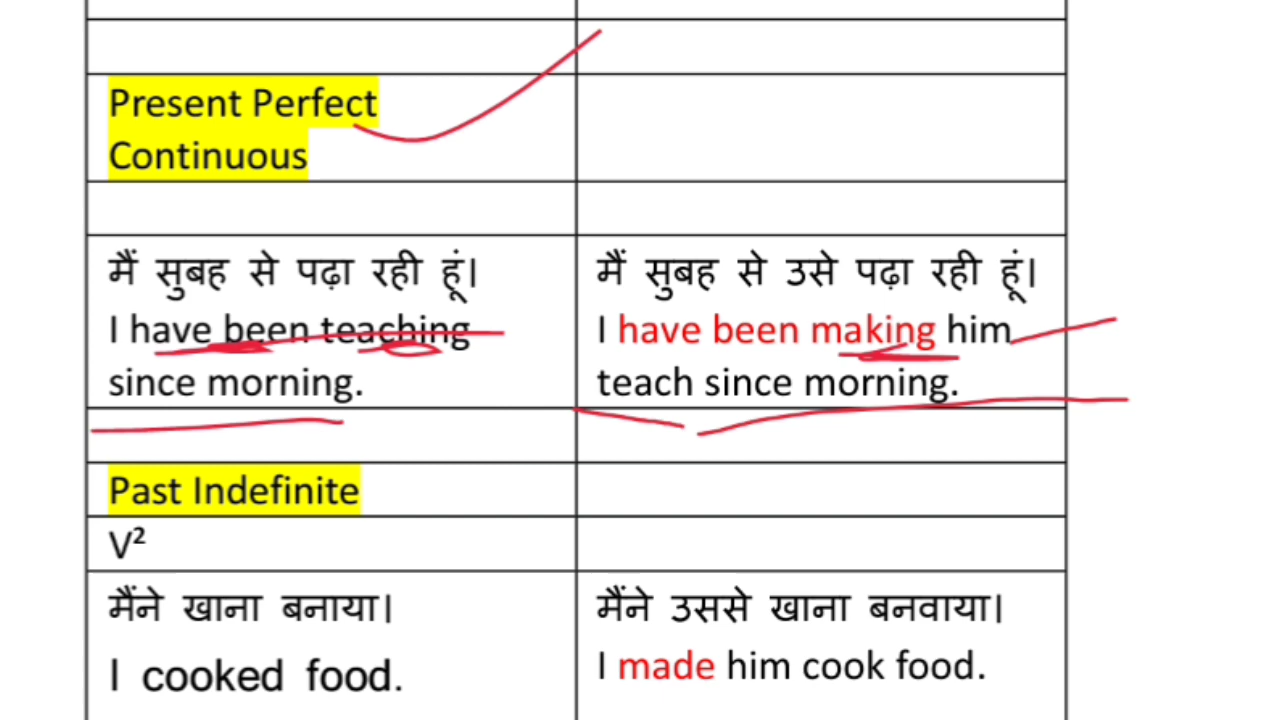 Present Perfect
Continuous
मैं सुबह से पढ़ा रही हूं।
I have been teaching
since morning.
मैं सुबह से उसे पढ़ा रही हूं।
I have been making him
teach since morning.
Past Indefinite
V²
मैंने खाना बनाया।
I cooked food.
मैंने उससे खाना बनवाया।
I made him cook food.